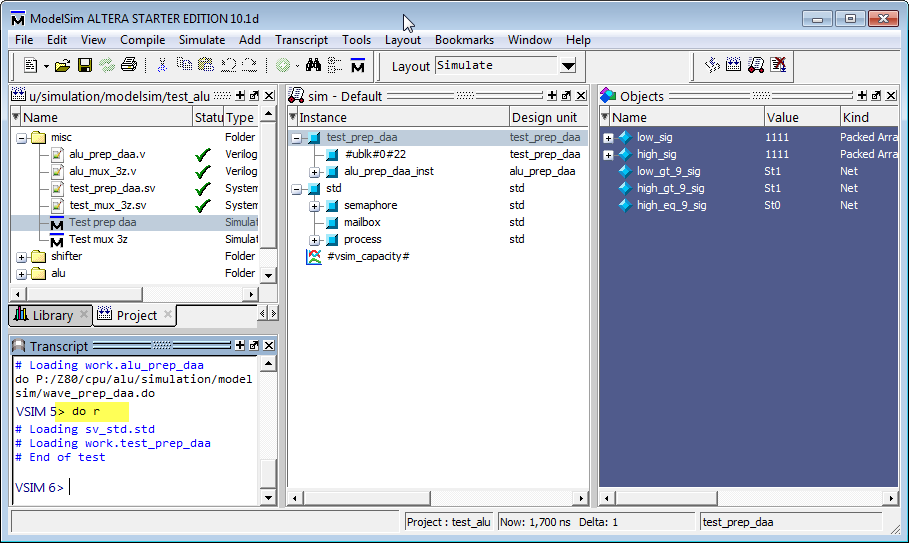 ModelSim ALTERA STARTER EDITION 10.1d
File Edit View Compile Simulate Add Transcript Tools Layout Bookmarks Window Help
Layout Simulate
u/simulation/modelsim/test_alu
Name Statu Type
misc Folder
alu_prep_daa.v Verilog
alu_mux_3z.v Verilog
test_prep_daa.sv System
test_mux_3z.sv System
Test prep daa Simulat
Test mux 3z Simulat
shifter Folder
alu Folder
Library Project
sim - Default
Instance Design unit
test_prep_daa test_prep_daa
#ublk#0#22 test_prep_daa
alu_prep_daa_inst alu_prep_daa
std std
semaphore std
mailbox std
process std
#vsim_capacity#
Objects
Name Value Kind
low_sig 1111 Packed Arra
high_sig 1111 Packed Arra
low_gt_9_sig St1 Net
high_gt_9_sig St1 Net
high_eq_9_sig St0 Net
Transcript
# Loading work.alu_prep_daa
do P:/Z80/cpu/alu/simulation/model
sim/wave_prep_daa.do
VSIM 5> do r
# Loading sv_std.std
# Loading work.test_prep_daa
# End of test
VSIM 6>
Project : test_alu Now: 1,700 ns Delta: 1 test_prep_daa